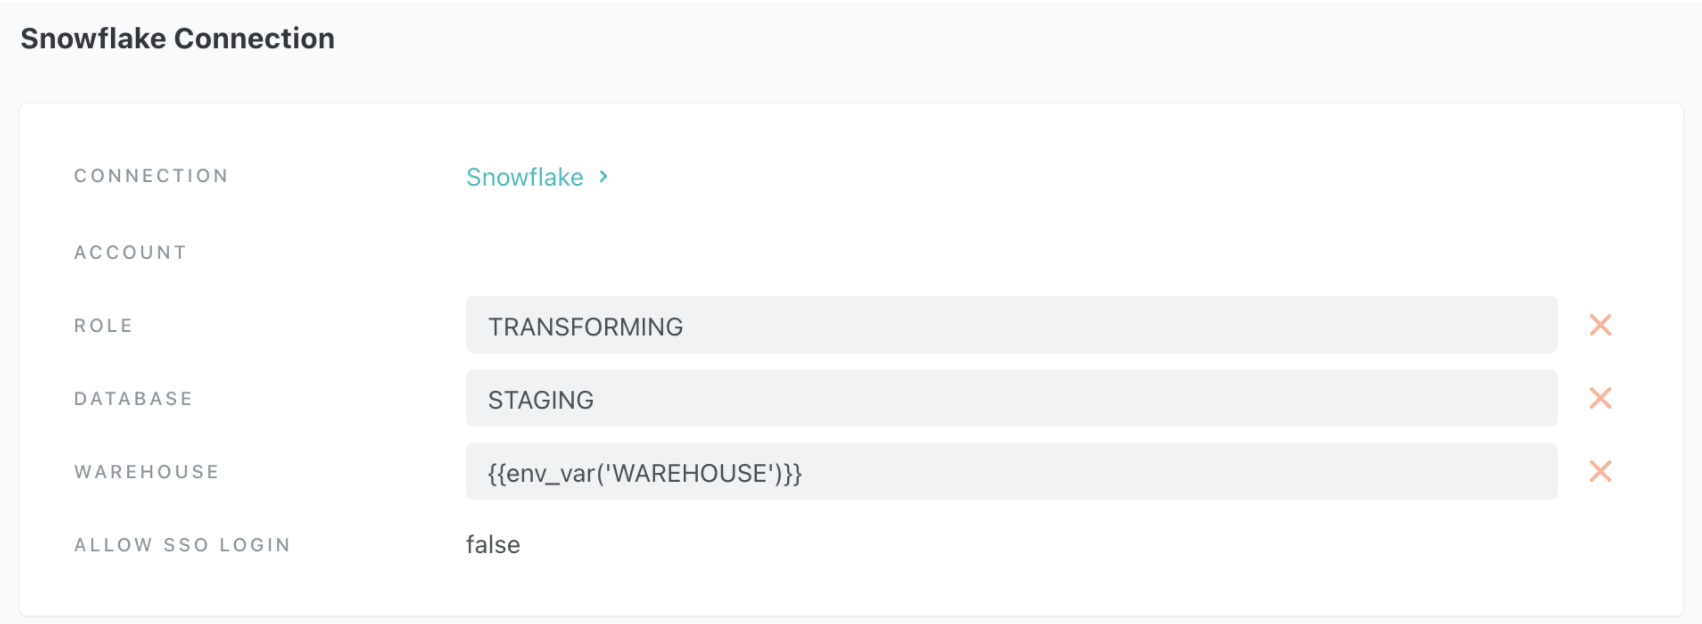 Snowflake Connection
CONNECTION Snowflake >
ACCOUNT
ROLE TRANSFORMING
DATABASE STAGING
WAREHOUSE {{env_var('WAREHOUSE')}}
ALLOW SSO LOGIN false